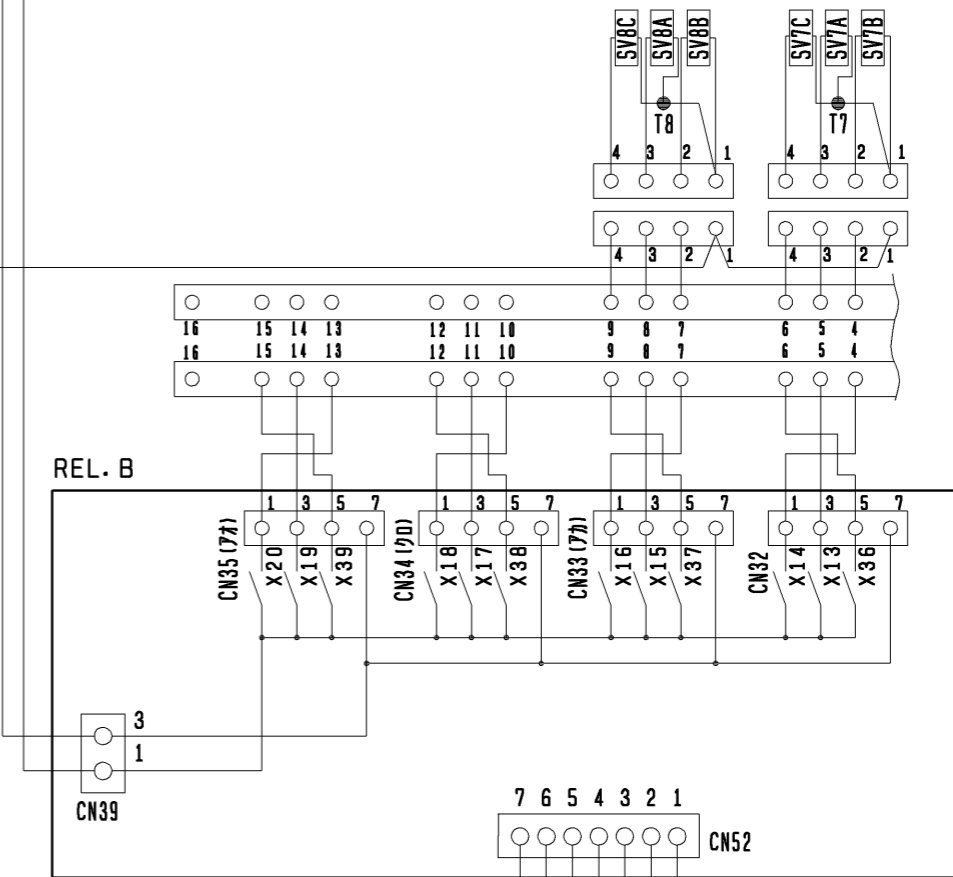 SV8C SV8A SV8B SV7C SV7A SV7B
T8 T7
4 3 2 1 4 3 2 1
4 3 2 1 4 3 2 1
16 15 14 13 12 11 10 9 8 7 6 5 4
16 15 14 13 12 11 10 9 8 7 6 5 4
REL. B
1 3 5 7 1 3 5 7 1 3 5 7 1 3 5 7
CN35(アオ) X20 X19 X39 CN34(クロ) X18 X17 X38 CN33(アカ) X16 X15 X37 CN32 X14 X13 X36
3
1
CN39
7 6 5 4 3 2 1
CN52